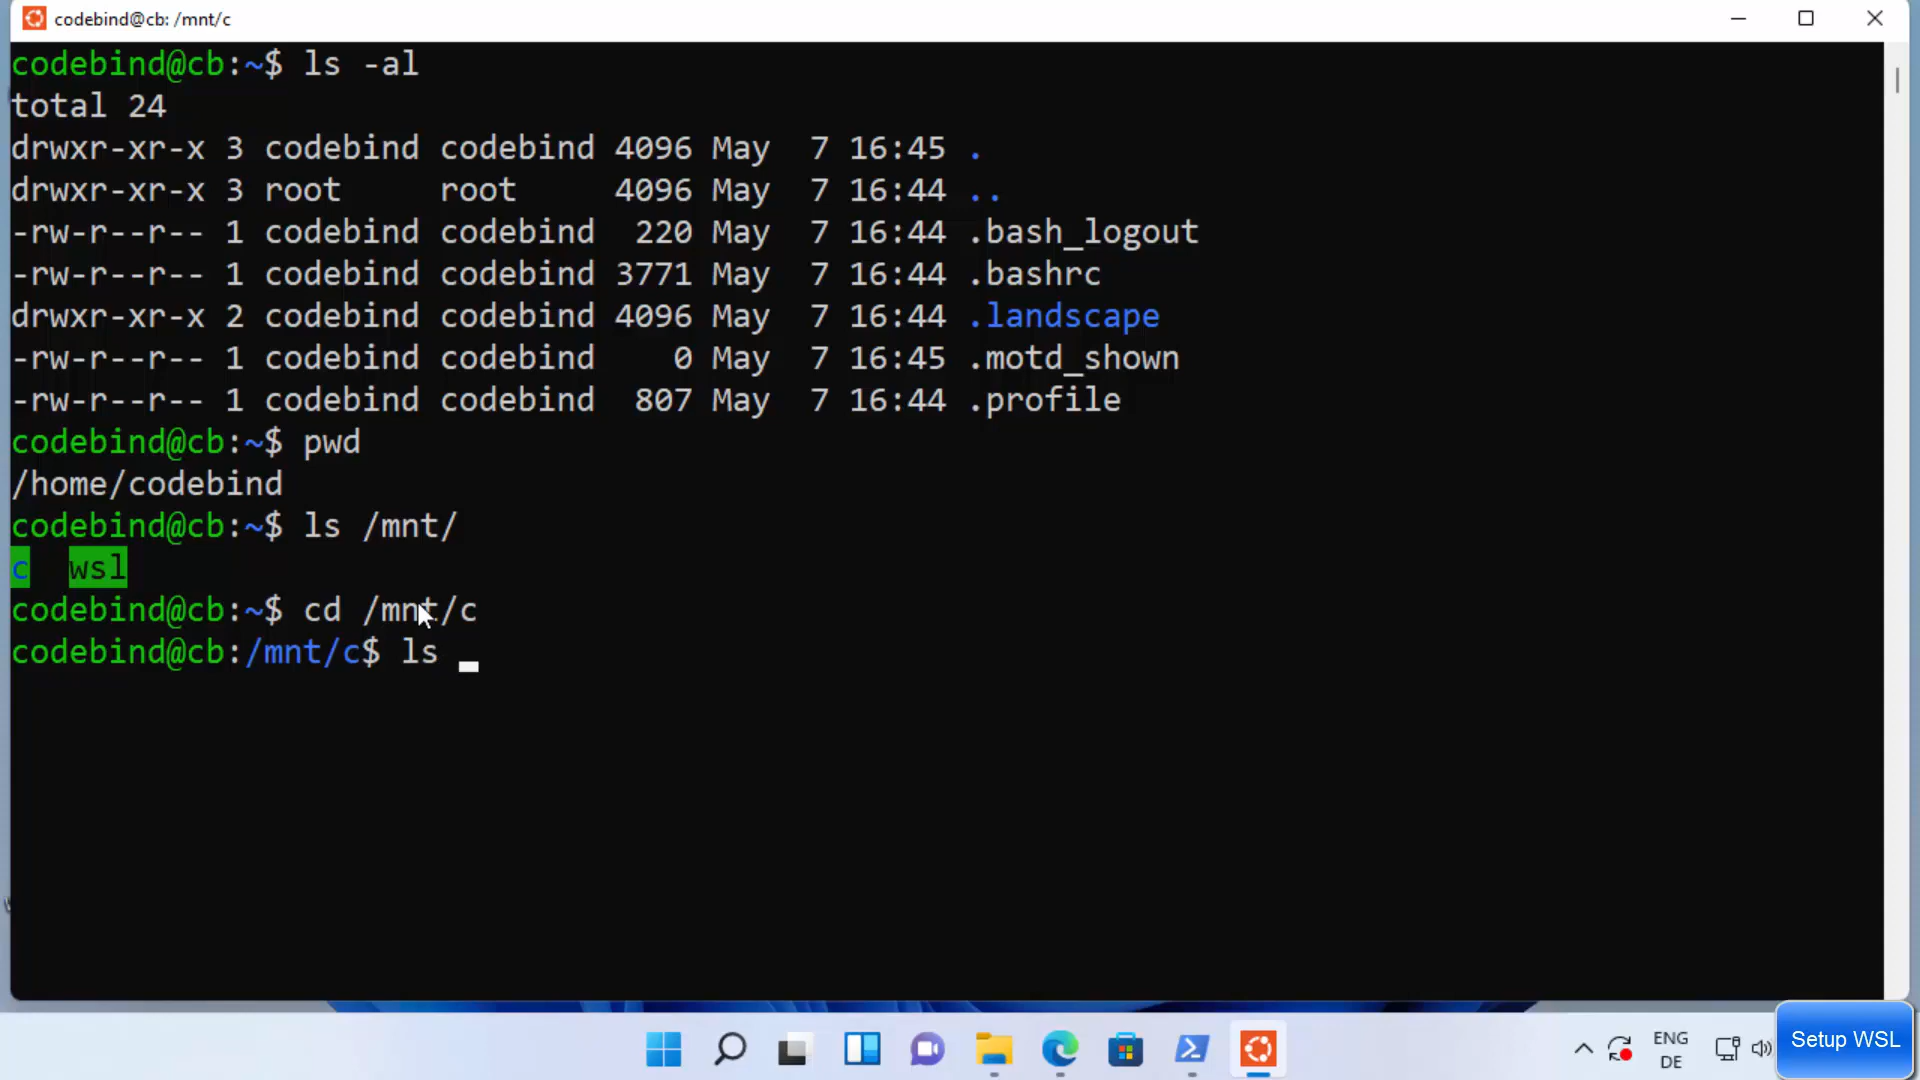 codebind@cb: /mnt/c
codebind@cb:~$ ls -al
total 24
drwxr-xr-x 3 codebind codebind 4096 May  7 16:45 .
drwxr-xr-x 3 root     root     4096 May  7 16:44 ..
-rw-r--r-- 1 codebind codebind  220 May  7 16:44 .bash_logout
-rw-r--r-- 1 codebind codebind 3771 May  7 16:44 .bashrc
drwxr-xr-x 2 codebind codebind 4096 May  7 16:44 .landscape
-rw-r--r-- 1 codebind codebind    0 May  7 16:45 .motd_shown
-rw-r--r-- 1 codebind codebind  807 May  7 16:44 .profile
codebind@cb:~$ pwd
/home/codebind
codebind@cb:~$ ls /mnt/
c  wsl
codebind@cb:~$ cd /mnt/c
codebind@cb:/mnt/c$ ls
ENG
DE
Setup WSL